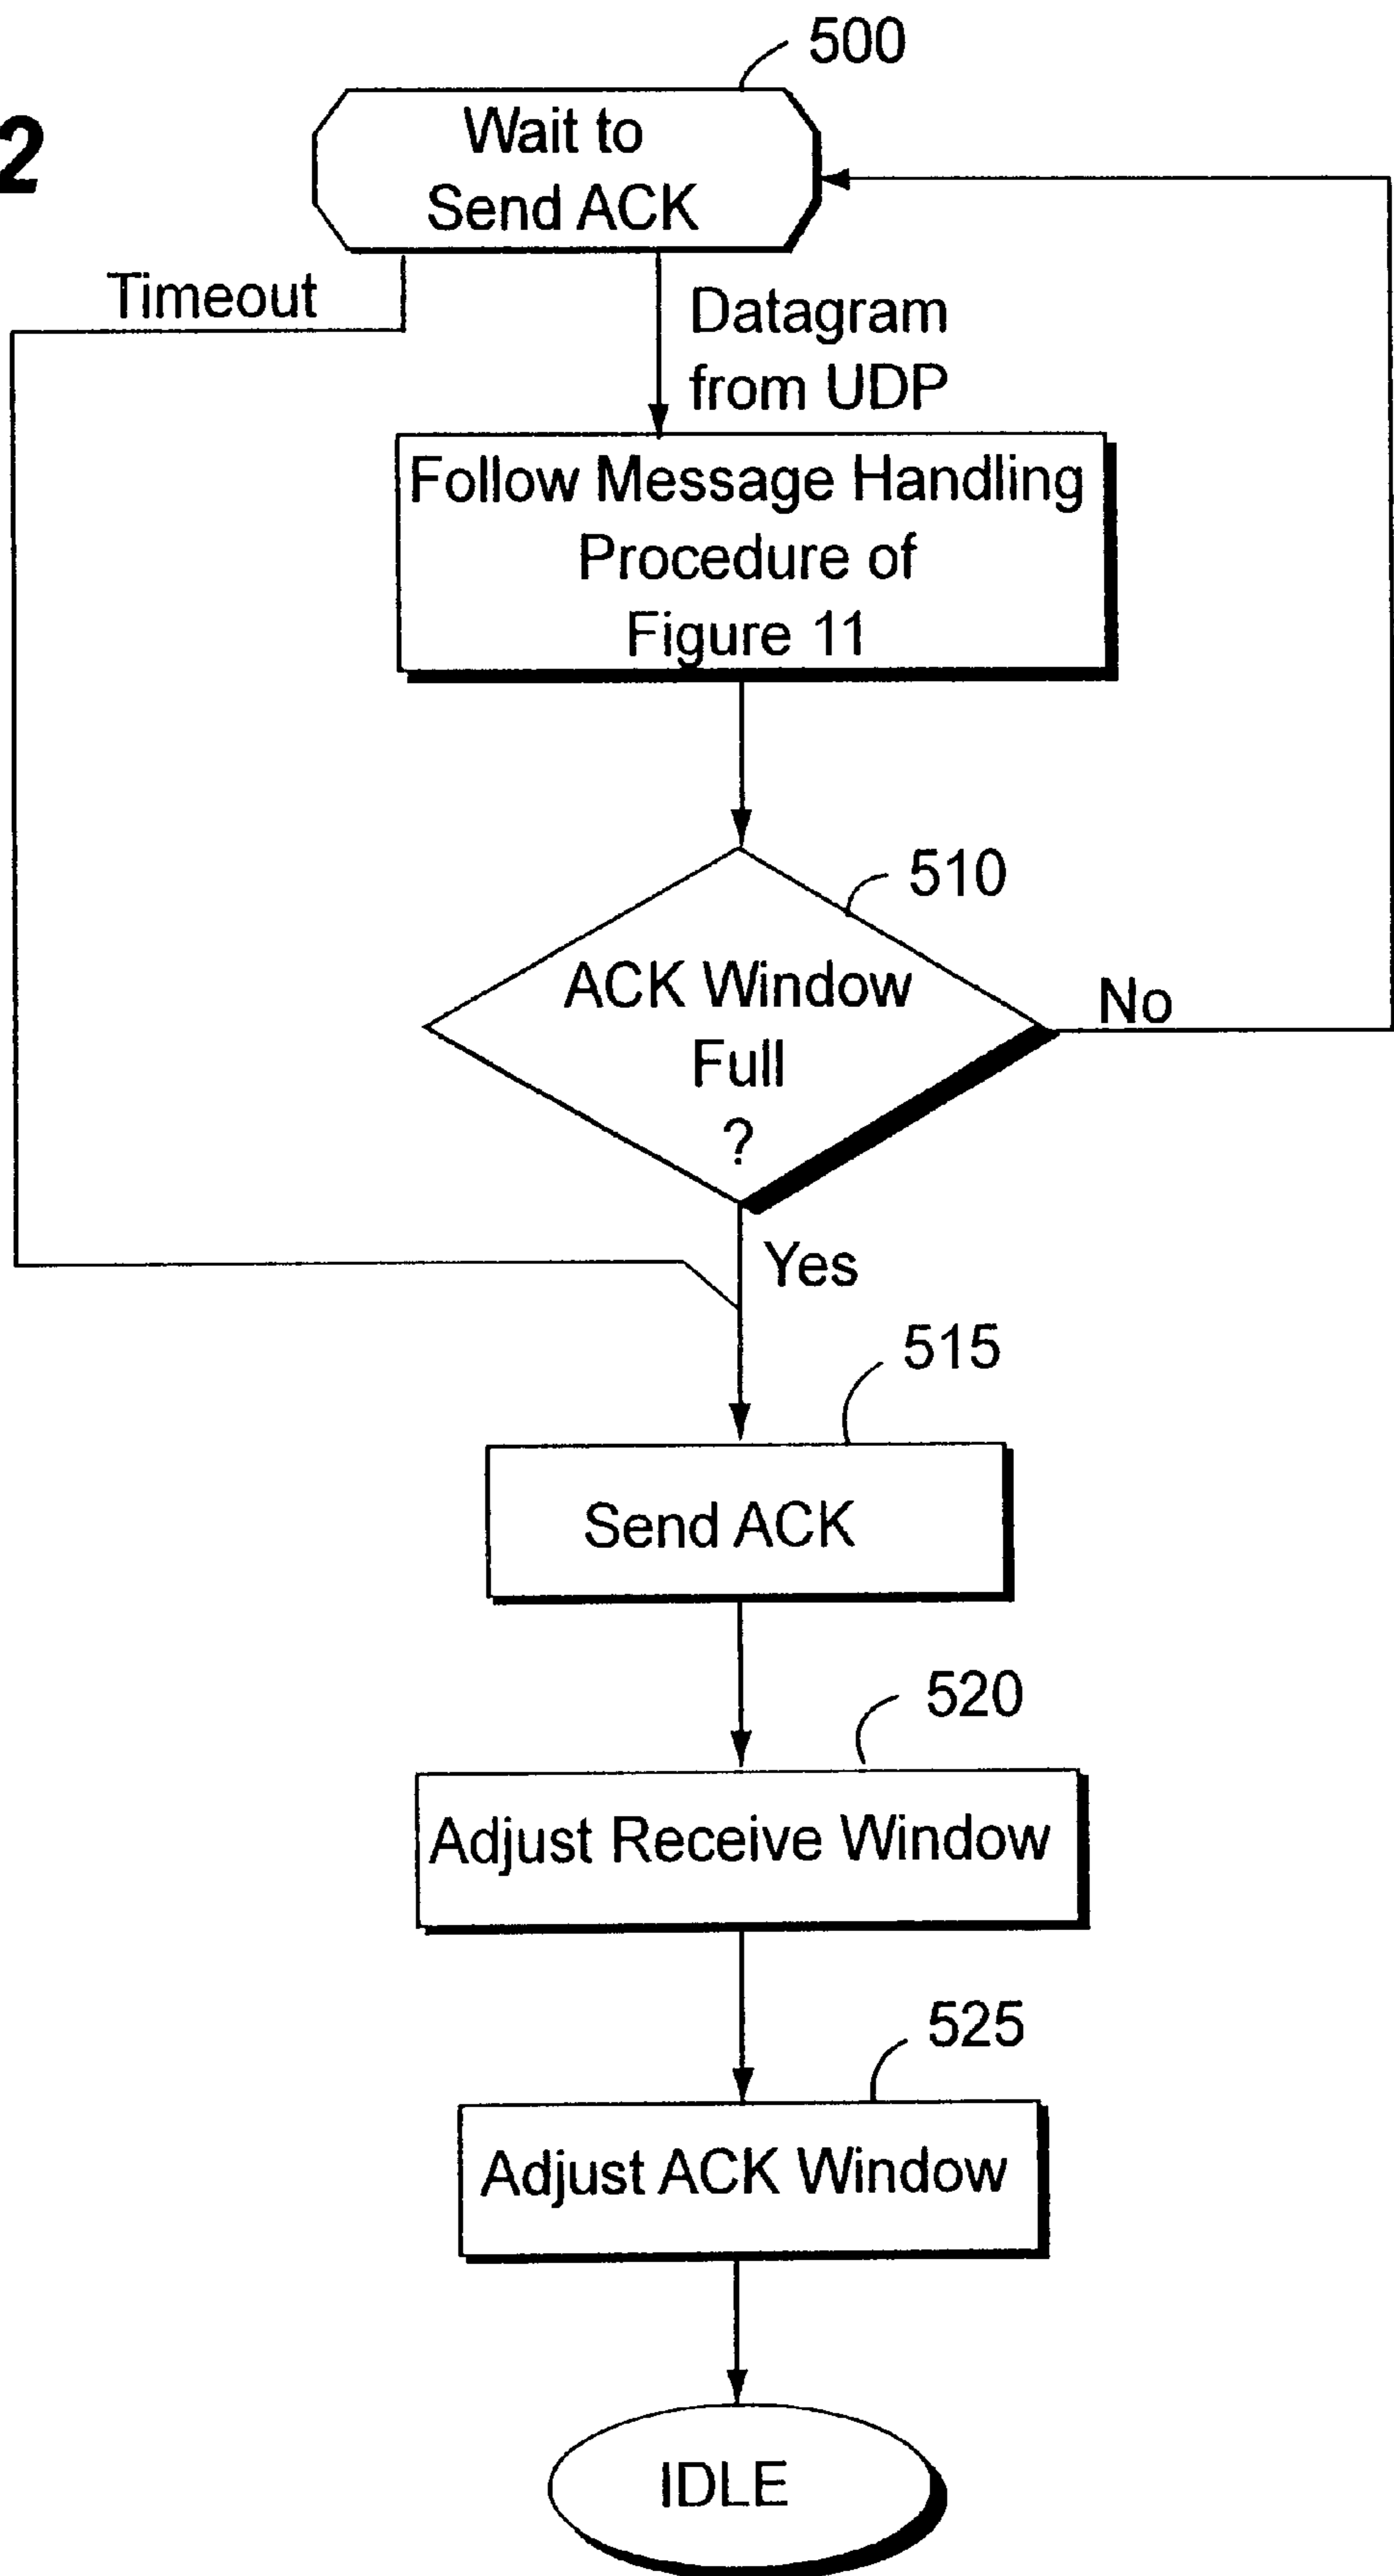 500
2
Wait to
Send ACK
Timeout
Datagram
from UDP
Follow Message Handling
Procedure of
Figure 11
510
ACK Window
Full
?
No
Yes
515
Send ACK
520
Adjust Receive Window
525
Adjust ACK Window
IDLE